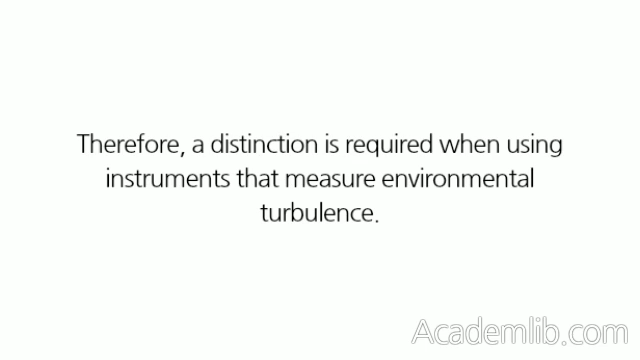 Therefore, a distinction is required when using
instruments that measure environmental
turbulence.
Academlib.com